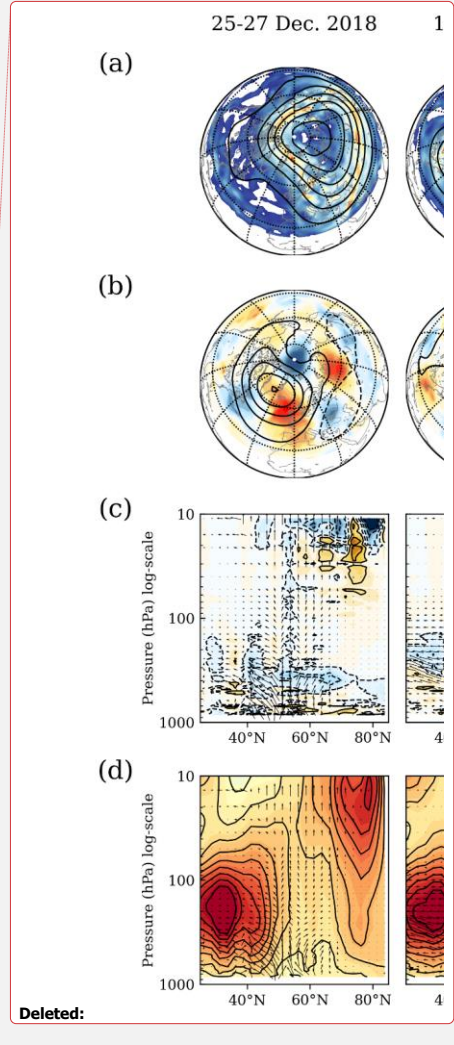 25-27 Dec. 2018 1
(a)
(b)
(c)
10
100
1000
Pressure (hPa) log-scale
40°N 60°N 80°N 4
(d)
10
100
1000
Pressure (hPa) log-scale
40°N 60°N 80°N 4
Deleted: